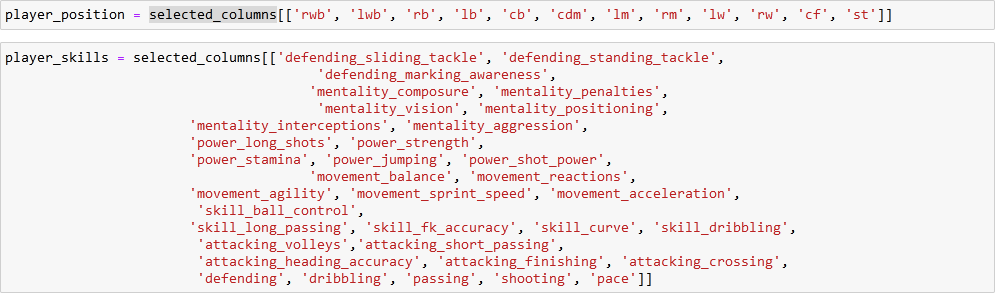 player_position = selected_columns[['rwb', 'lwb', 'rb', 'lb', 'cb', 'cdm', 'lm', 'rm', 'lw', 'rw', 'cf', 'st']]
player_skills = selected_columns[['defending_sliding_tackle', 'defending_standing_tackle',
'defending_marking_awareness',
'mentality_composure', 'mentality_penalties',
'mentality_vision', 'mentality_positioning',
'mentality_interceptions', 'mentality_aggression',
'power_long_shots', 'power_strength',
'power_stamina', 'power_jumping', 'power_shot_power',
'movement_balance', 'movement_reactions',
'movement_agility', 'movement_sprint_speed', 'movement_acceleration',
'skill_ball_control',
'skill_long_passing', 'skill_fk_accuracy', 'skill_curve', 'skill_dribbling',
'attacking_volleys','attacking_short_passing',
'attacking_heading_accuracy', 'attacking_finishing', 'attacking_crossing',
'defending', 'dribbling', 'passing', 'shooting', 'pace']]